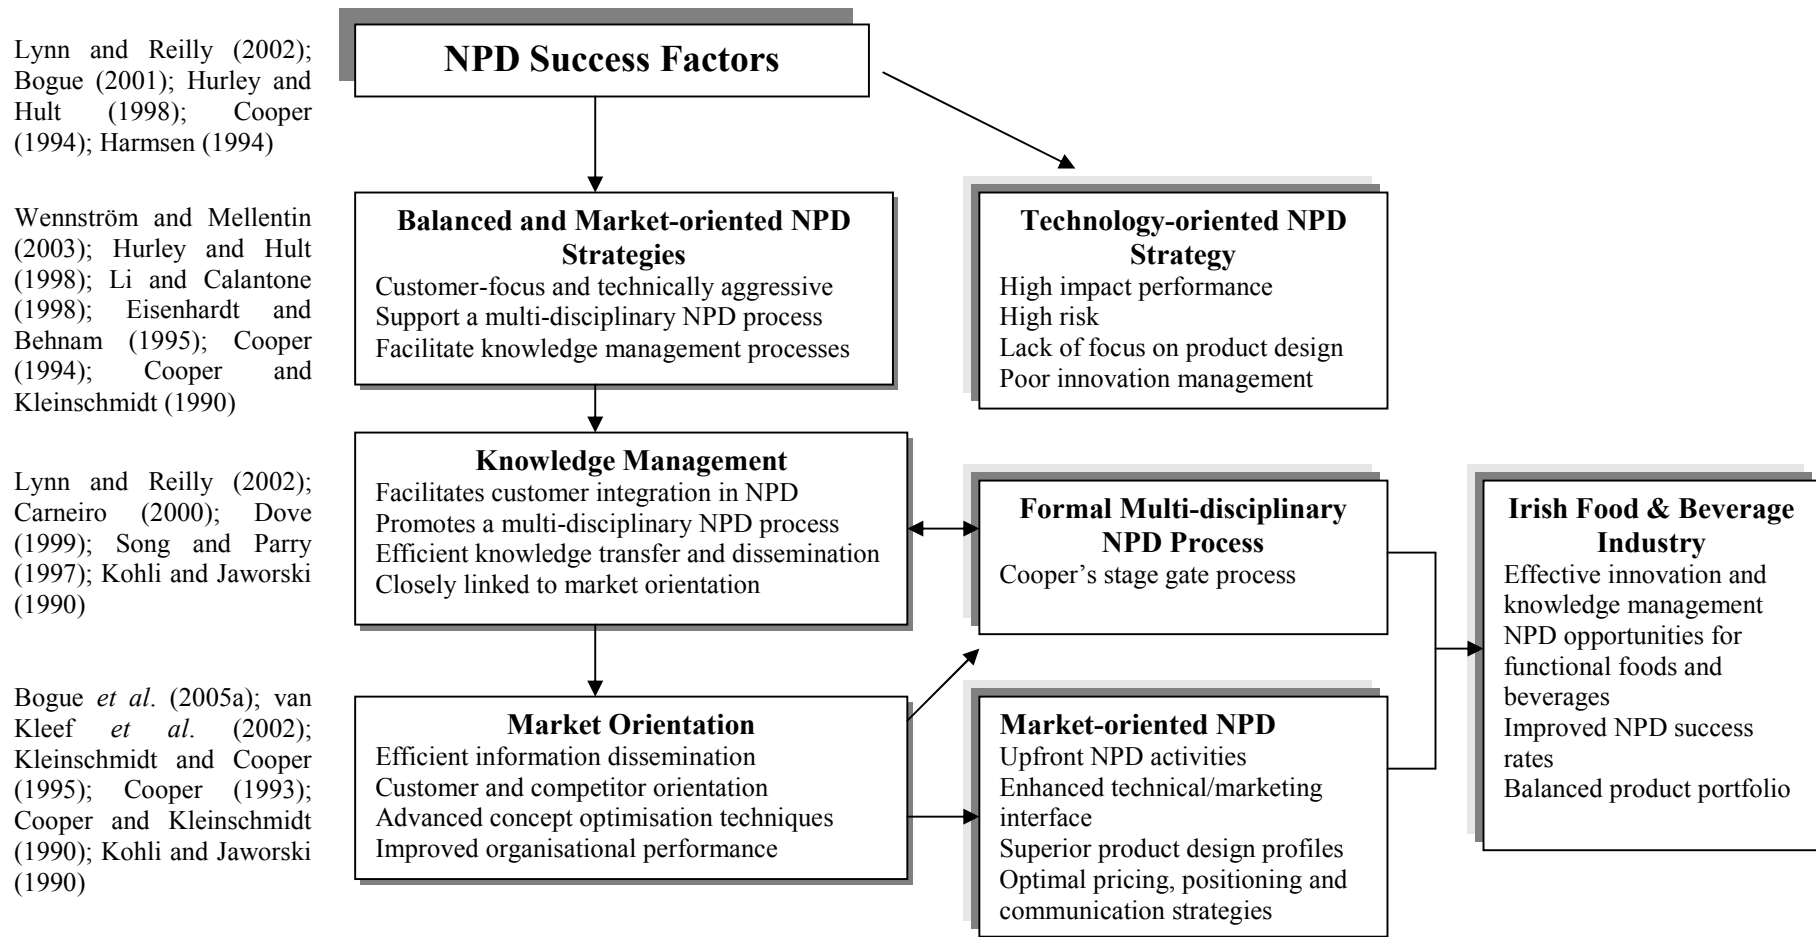 Lynn and Reilly (2002);
Bogue (2001); Hurley and
Hult (1998); Cooper
(1994); Harmsen (1994)
NPD Success Factors
Wennström and Mellentin
(2003); Hurley and Hult
(1998); Li and Calantone
(1998); Eisenhardt and
Behnam (1995); Cooper
(1994); Cooper and
Kleinschmidt (1990)
Balanced and Market-oriented NPD
Strategies
Customer-focus and technically aggressive
Support a multi-disciplinary NPD process
Facilitate knowledge management processes
Technology-oriented NPD
Strategy
High impact performance
High risk
Lack of focus on product design
Poor innovation management
Lynn and Reilly (2002);
Carneiro (2000); Dove
(1999); Song and Parry
(1997); Kohli and Jaworski
(1990)
Knowledge Management
Facilitates customer integration in NPD
Promotes a multi-disciplinary NPD process
Efficient knowledge transfer and dissemination
Closely linked to market orientation
Formal Multi-disciplinary
NPD Process
Cooper’s stage gate process
Irish Food & Beverage
Industry
Effective innovation and
knowledge management
NPD opportunities for
functional foods and
beverages
Improved NPD success
rates
Balanced product portfolio
Bogue et al. (2005a); van
Kleef et al. (2002);
Kleinschmidt and Cooper
(1995); Cooper (1993);
Cooper and Kleinschmidt
(1990); Kohli and Jaworski
(1990)
Market Orientation
Efficient information dissemination
Customer and competitor orientation
Advanced concept optimisation techniques
Improved organisational performance
Market-oriented NPD
Upfront NPD activities
Enhanced technical/marketing
interface
Superior product design profiles
Optimal pricing, positioning and
communication strategies